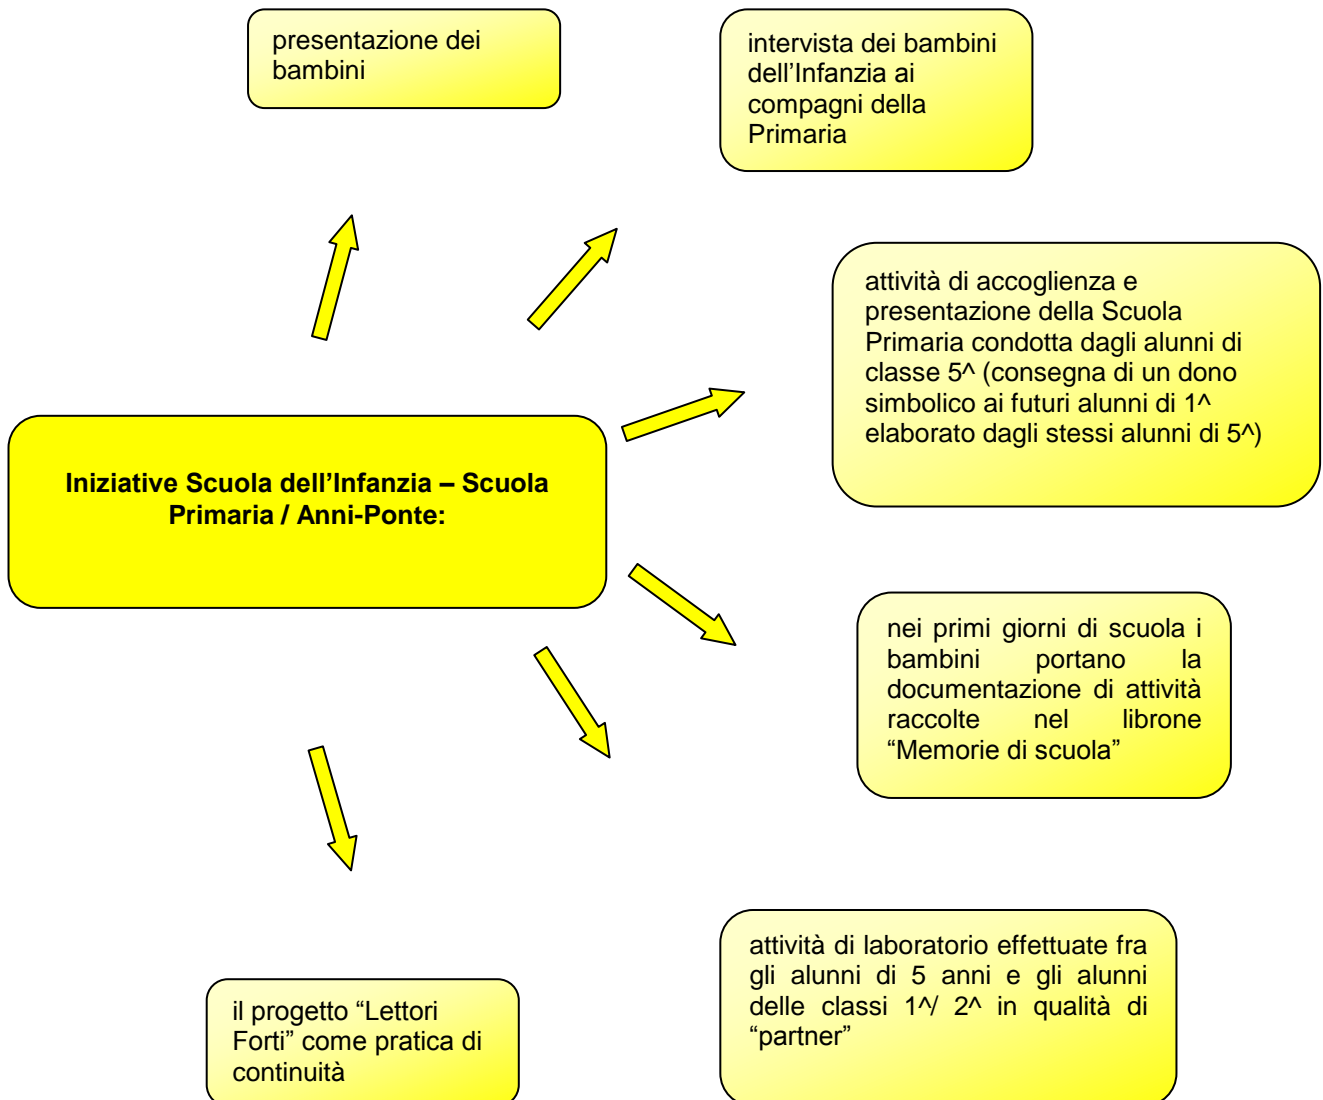 presentazione dei
bambini
intervista dei bambini
dell’Infanzia ai
compagni della
Primaria
attività di accoglienza e
presentazione della Scuola
Primaria condotta dagli alunni di
classe 5^ (consegna di un dono
simbolico ai futuri alunni di 1^
elaborato dagli stessi alunni di 5^)
Iniziative Scuola dell’Infanzia – Scuola
Primaria / Anni-Ponte:
nei primi giorni di scuola i
bambini portano la
documentazione di attività
raccolte nel librone
“Memorie di scuola”
attività di laboratorio effettuate fra
gli alunni di 5 anni e gli alunni
delle classi 1^/ 2^ in qualità di
“partner”
il progetto “Lettori
Forti” come pratica di
continuità